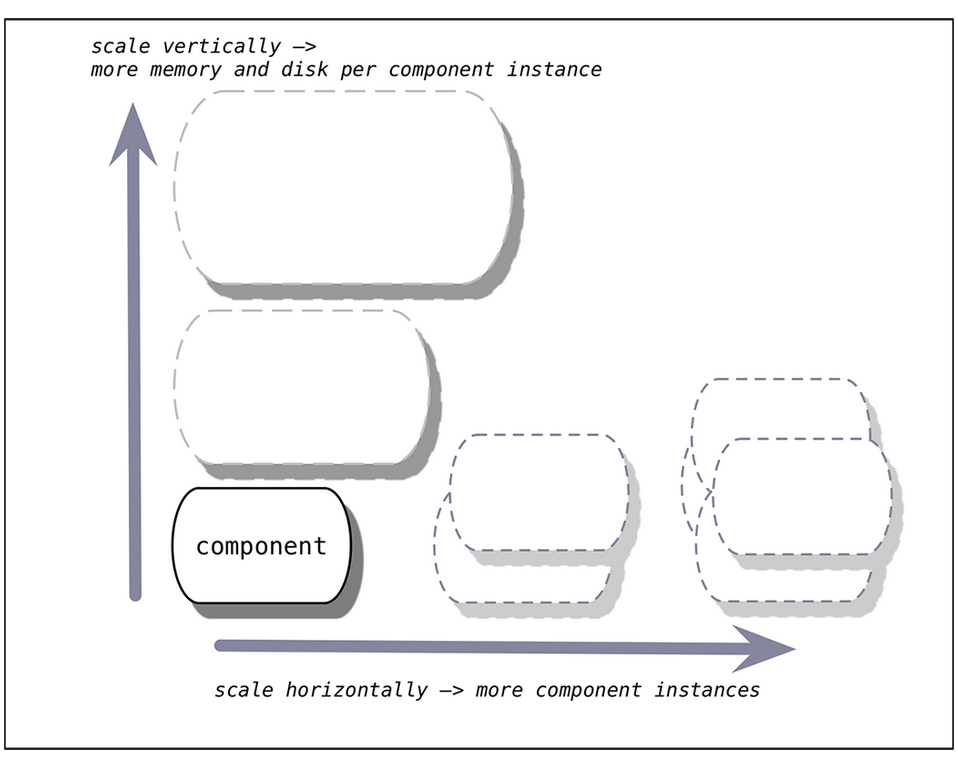 scale vertically —>
more memory and disk per component instance
component
scale horizontally —> more component instances